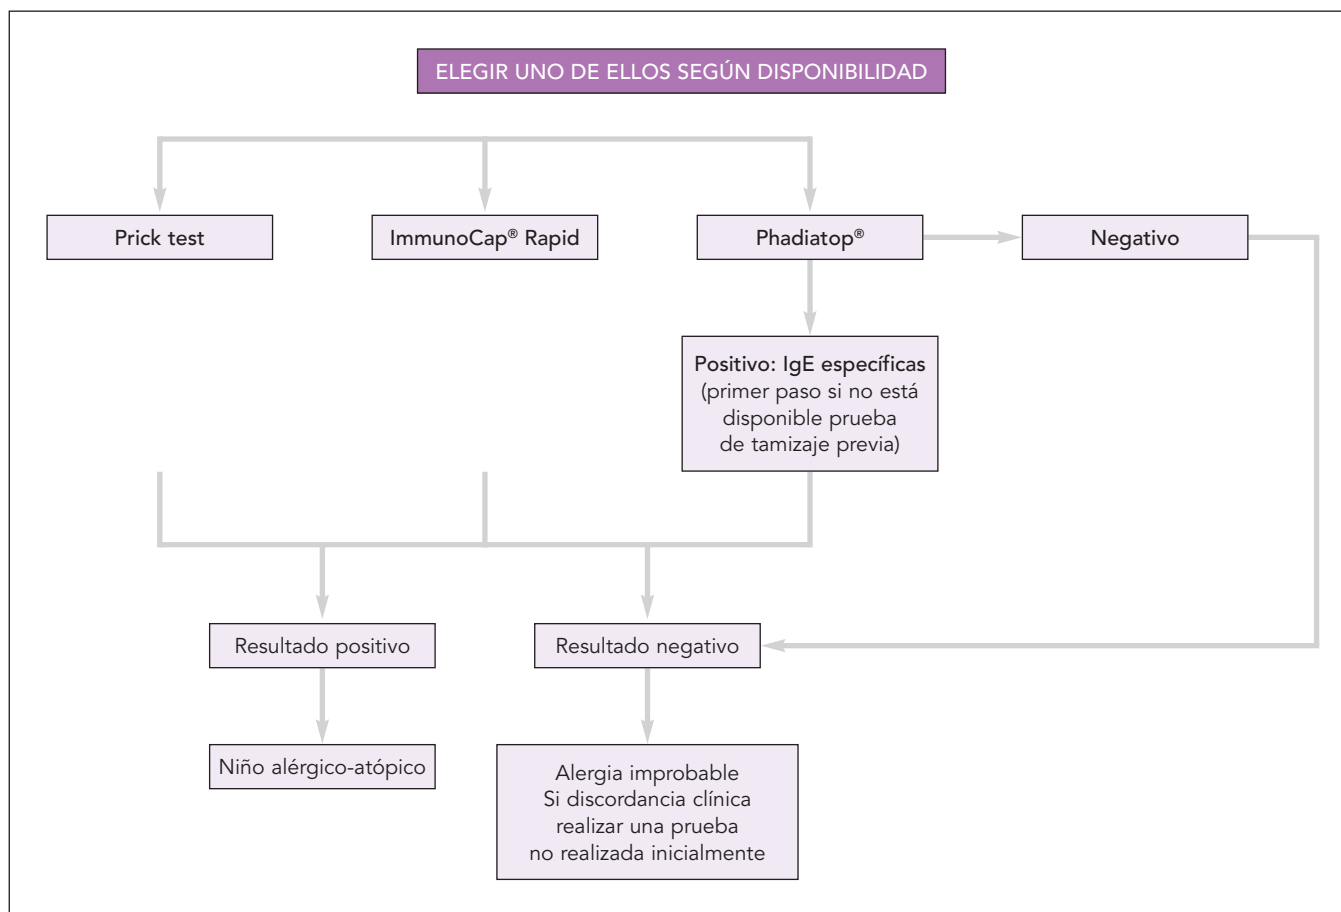 ELEGIR UNO DE ELLOS SEGÚN DISPONIBILIDAD
Prick test
ImmunoCap® Rapid
Phadiatop®
Negativo
Positivo: IgE específicas
(primer paso si no está
disponible prueba
de tamizaje previa)
Resultado positivo
Resultado negativo
Niño alérgico-atópico
Alergia improbable
Si discordancia clínica
realizar una prueba
no realizada inicialmente